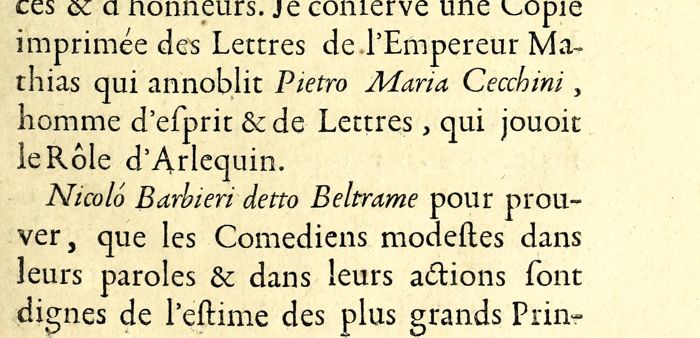 ces & d'honneurs. Je conſerve une Copie
imprimée des Lettres de l'Empereur Ma-
thias qui annoblit Pietro Maria Cecchini ,
homme d'eſprit & de Lettres , qui jouoit
le Rôle d'Arlequin.
Nicoló Barbieri detto Beltrame pour prou-
ver, que les Comediens modeſtes dans
leurs paroles & dans leurs actions ſont
dignes de l'eſtime des plus grands Prin-